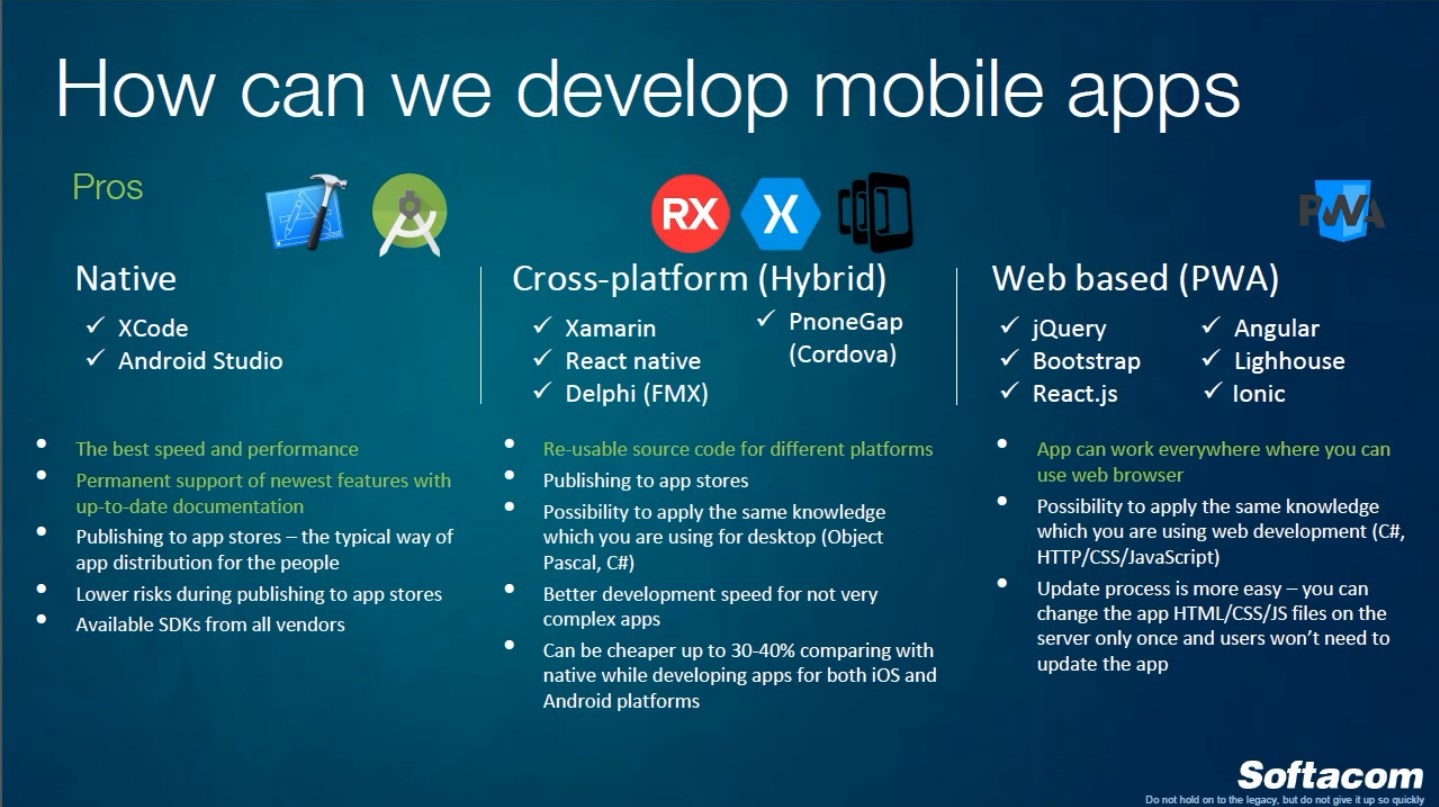 How can we develop mobile apps
Pros
RX
X
PWA
Native
XCode
Android Studio
Cross-platform (Hybrid)
Xamarin
React native
Delphi (FMX)
PnoneGap
(Cordova)
Web based (PWA)
jQuery
Bootstrap
React.js
Angular
Lighhouse
Ionic
The best speed and performance
Permanent support of newest features with
up-to-date documentation
Publishing to app stores – the typical way of
app distribution for the people
Lower risks during publishing to app stores
Available SDKs from all vendors
Re-usable source code for different platforms
Publishing to app stores
Possibility to apply the same knowledge
which you are using for desktop (Object
Pascal, C#)
Better development speed for not very
complex apps
Can be cheaper up to 30-40% comparing with
native while developing apps for both iOS and
Android platforms
App can work everywhere where you can
use web browser
Possibility to apply the same knowledge
which you are using web development (C#,
HTTP/CSS/JavaScript)
Update process is more easy – you can
change the app HTML/CSS/JS files on the
server only once and users won’t need to
update the app
Softacom
Do not hold on to the legacy, but do not give it up so quickly